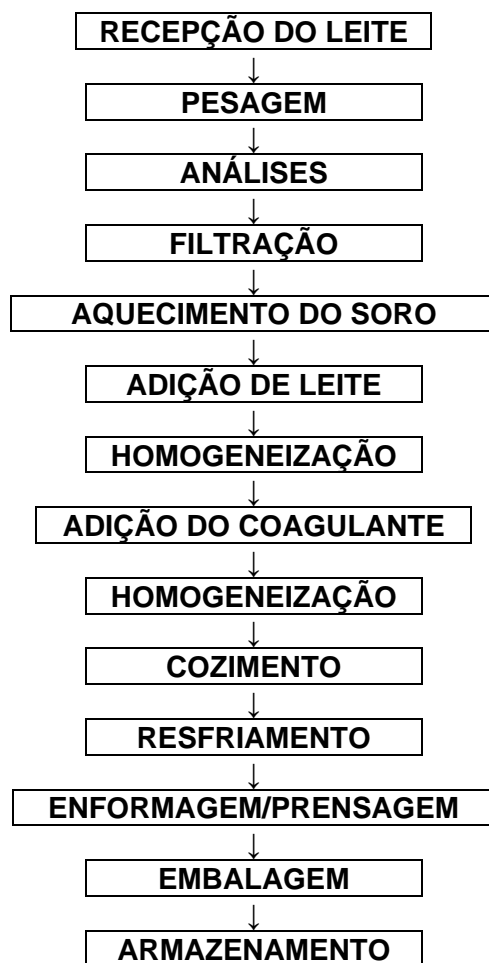 RECEPÇÃO DO LEITE
↓
PESAGEM
↓
ANÁLISES
↓
FILTRAÇÃO
↓
AQUECIMENTO DO SORO
↓
ADIÇÃO DE LEITE
↓
HOMOGENEIZAÇÃO
↓
ADIÇÃO DO COAGULANTE
↓
HOMOGENEIZAÇÃO
↓
COZIMENTO
↓
RESFRIAMENTO
↓
ENFORMAGEM/PRENSAGEM
↓
EMBALAGEM
↓
ARMAZENAMENTO